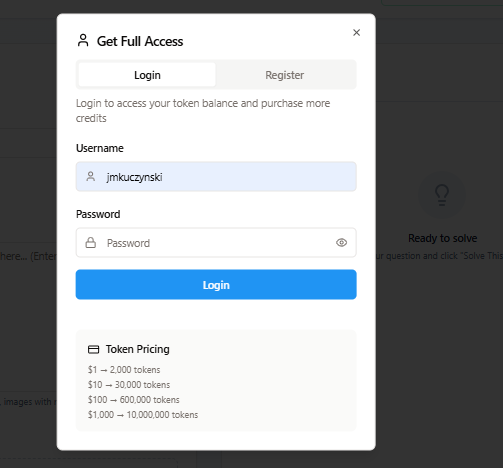 Get Full Access
Login
Register
Login to access your token balance and purchase more
credits
Username
jmkuczynski
Password
Password
Login
Token Pricing
$1 → 2,000 tokens
$10 → 30,000 tokens
$100 → 600,000 tokens
$1,000 → 10,000,000 tokens
Ready to solve
here... (Enter
ur question and click "Solve This
images with